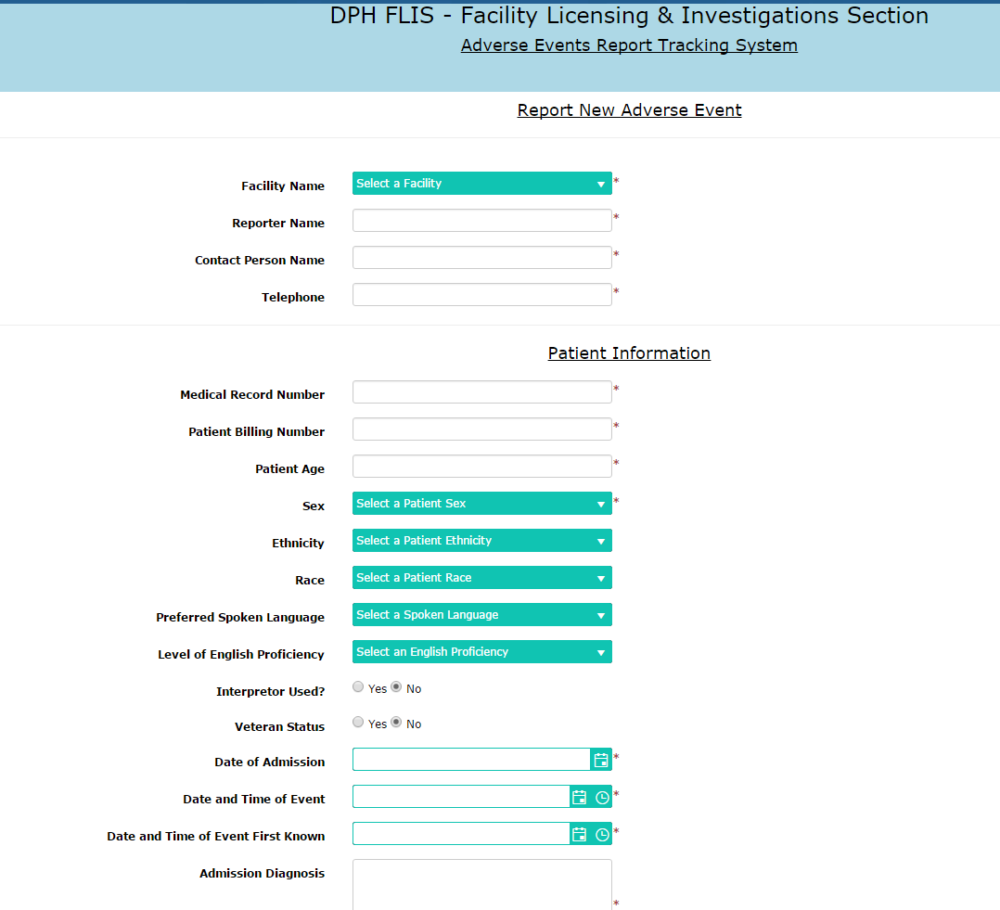 DPH FLIS - Facility Licensing & Investigations Section
Adverse Events Report Tracking System
Report New Adverse Event
Facility Name Select a Facility *
Reporter Name *
Contact Person Name *
Telephone *
Patient Information
Medical Record Number *
Patient Billing Number *
Patient Age *
Sex Select a Patient Sex *
Ethnicity Select a Patient Ethnicity
Race Select a Patient Race
Preferred Spoken Language Select a Spoken Language
Level of English Proficiency Select an English Proficiency
Interpretor Used? Yes No
Veteran Status Yes No
Date of Admission *
Date and Time of Event *
Date and Time of Event First Known *
Admission Diagnosis *